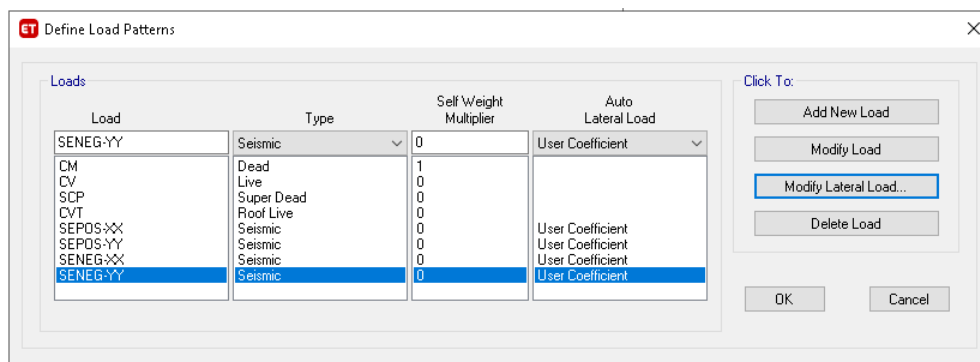 ET Define Load Patterns
Loads
Click To:
Load Type Self Weight Multiplier Auto Lateral Load
SENEG-YY Seismic 0 User Coefficient
CM Dead 1
CV Live 0
SCP Super Dead 0
CVT Roof Live 0
SEPOS-XX Seismic 0 User Coefficient
SEPOS-YY Seismic 0 User Coefficient
SENEG-XX Seismic 0 User Coefficient
SENEG-YY Seismic 0 User Coefficient
Add New Load
Modify Load
Modify Lateral Load...
Delete Load
OK Cancel